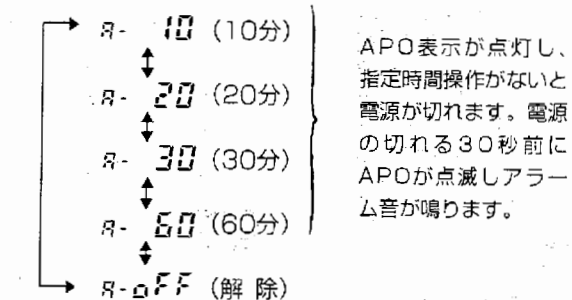 A- 10 (10分)
A- 20 (20分)
A- 30 (30分)
A- 60 (60分)
A-oFF (解 除)
APO表示が点灯し、
指定時間操作がないと
電源が切れます。電源
の切れる30秒前に
APOが点滅しアラー
ム音が鳴ります。